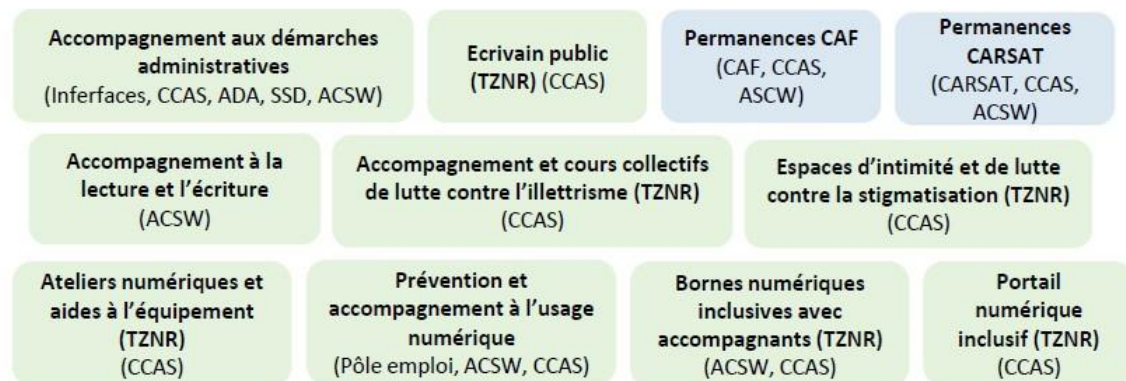 Accompagnement aux démarches
administratives
(Inferfaces, CCAS, ADA, SSD, ACSW)
Ecrivain public
(TZNR) (CCAS)
Permanences CAF
(CAF, CCAS,
ASCW)
Permanences
CARSAT
(CARSAT, CCAS,
ACSW)
Accompagnement à la
lecture et l’écriture
(ACSW)
Accompagnement et cours collectifs
de lutte contre l’illettrisme (TZNR)
(CCAS)
Espaces d’intimité et de lutte
contre la stigmatisation (TZNR)
(CCAS)
Ateliers numériques et
aides à l’équipement
(TZNR)
(CCAS)
Prévention et
accompagnement à l’usage
numérique
(Pôle emploi, ACSW, CCAS)
Bornes numériques
inclusives avec
accompagnants (TZNR)
(ACSW, CCAS)
Portail
numérique
inclusif (TZNR)
(CCAS)